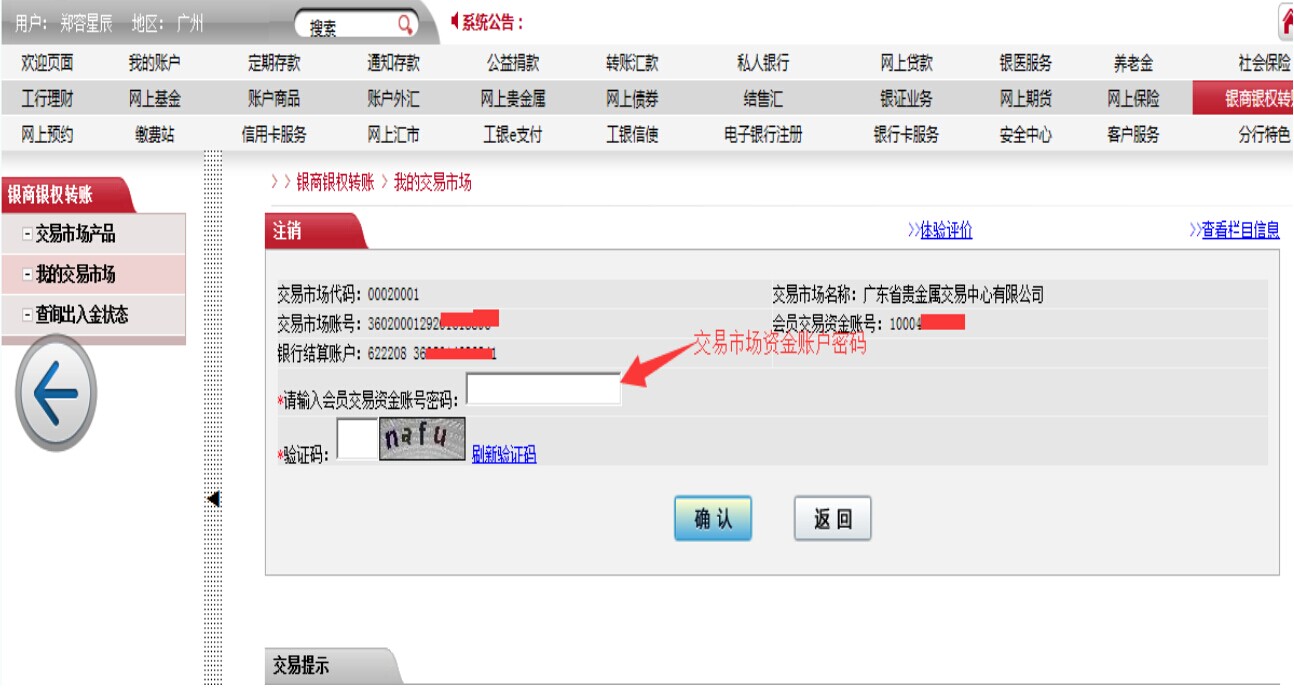 用户: 郑容星辰 地区: 广州 搜索 系统公告:
欢迎页面 我的账户 定期存款 通知存款 公益捐款 转账汇款 私人银行 网上贷款 银医服务 养老金 社会保险
工行理财 网上基金 账户商品 账户外汇 网上贵金属 网上债券 结售汇 银证业务 网上期货 网上保险 银商银权转
网上预约 缴费站 信用卡服务 网上汇市 工银e支付 工银信使 电子银行注册 银行卡服务 安全中心 客户服务 分行特色
>> 银商银权转账 > 我的交易市场
银商银权转账
- 交易市场产品
- 我的交易市场
- 查询出入金状态
注销 >>体验评价 >>查看栏目信息
交易市场代码: 00020001 交易市场名称: 广东省贵金属交易中心有限公司
交易市场账号: 3602000129 会员交易资金账号: 10004
银行结算账户: 622208 36 1
交易市场资金账户密码
*请输入会员交易资金账号密码:
*验证码: nafu 刷新验证码
确认 返回
交易提示